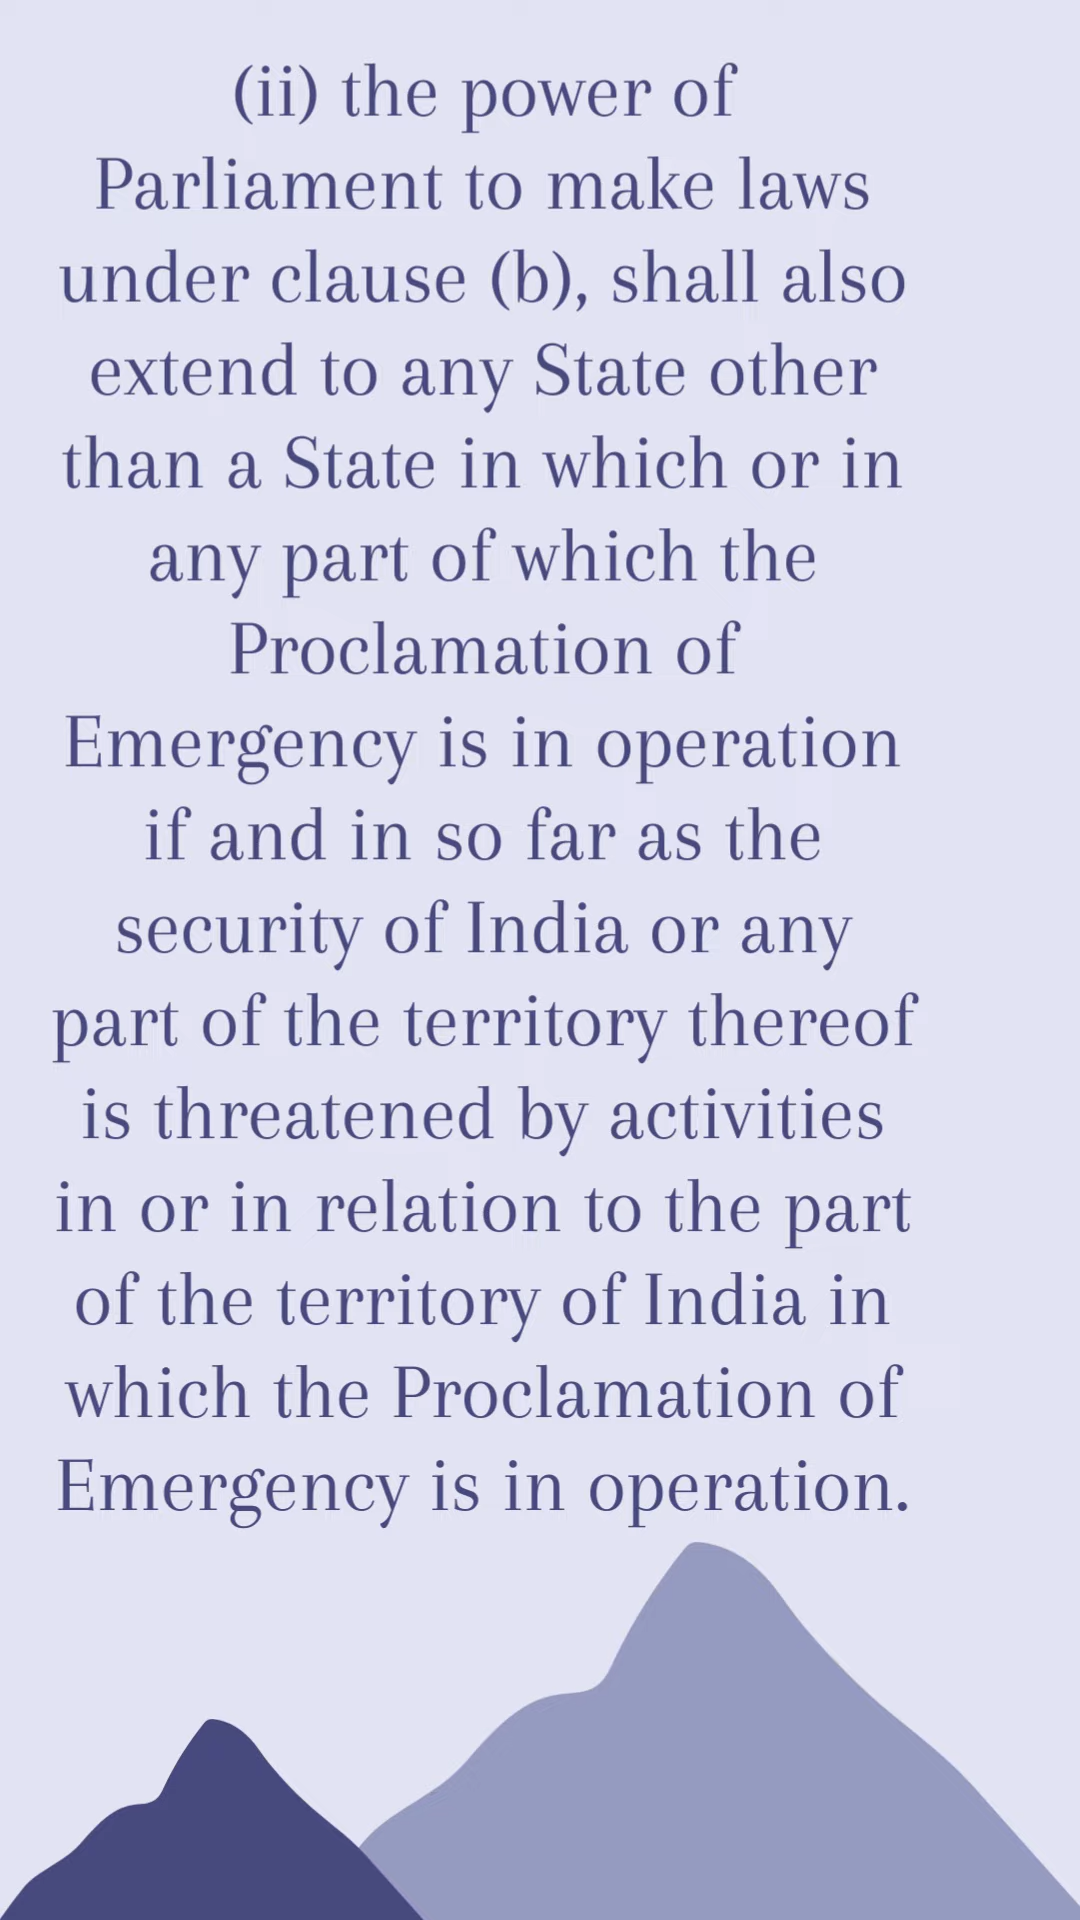 (ii) the power of
Parliament to make laws
under clause (b), shall also
extend to any State other
than a State in which or in
any part of which the
Proclamation of
Emergency is in operation
if and in so far as the
security of India or any
part of the territory thereof
is threatened by activities
in or in relation to the part
of the territory of India in
which the Proclamation of
Emergency is in operation.